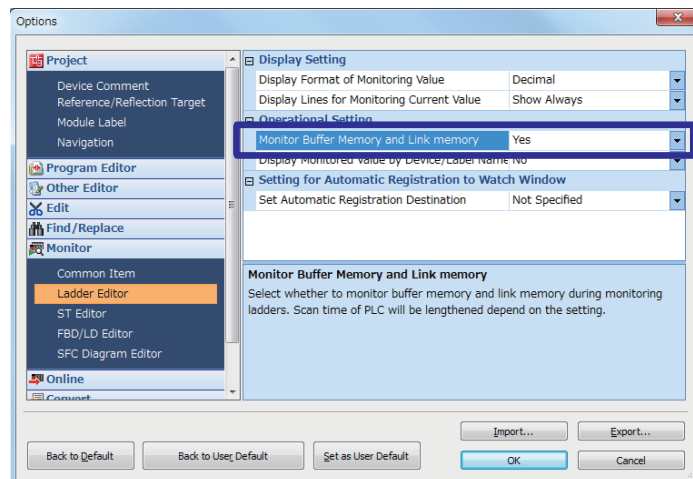 Options
Project
Device Comment
Reference/Reflection Target
Module Label
Navigation
Program Editor
Other Editor
Edit
Find/Replace
Monitor
Common Item
Ladder Editor
ST Editor
FBD/LD Editor
SFC Diagram Editor
Online
Convert
Display Setting
Display Format of Monitoring Value Decimal
Display Lines for Monitoring Current Value Show Always
Operational Setting
Monitor Buffer Memory and Link memory Yes
Display Monitored Value by Device/Label Name No
Setting for Automatic Registration to Watch Window
Set Automatic Registration Destination Not Specified
Monitor Buffer Memory and Link memory
Select whether to monitor buffer memory and link memory during monitoring
ladders. Scan time of PLC will be lengthened depend on the setting.
Import... Export...
Back to Default Back to User Default Set as User Default OK Cancel